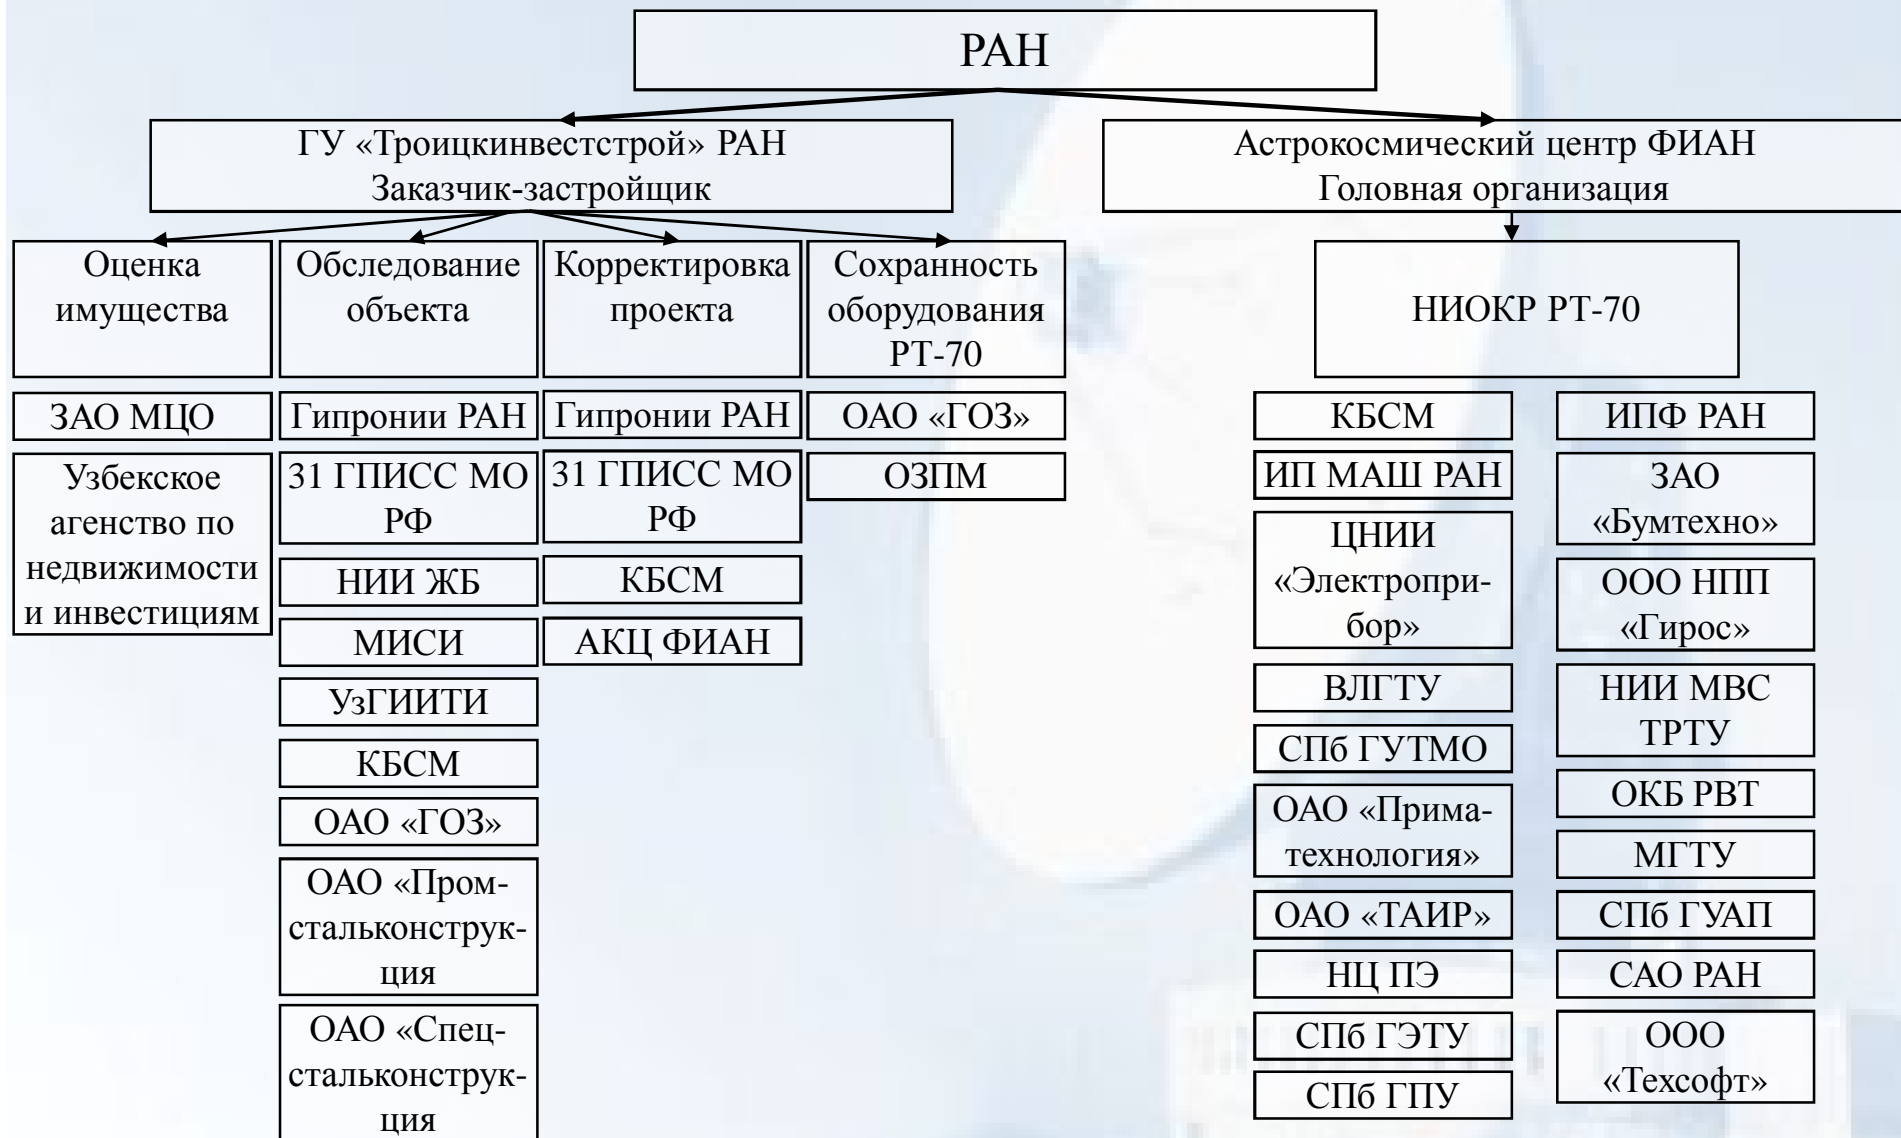 РАН
ГУ «Троицкинвестстрой» РАН
Заказчик-застройщик
Астрокосмический центр ФИАН
Головная организация
Оценка
имущества
Обследование
объекта
Корректировка
проекта
Сохранность
оборудования
РТ-70
НИОКР РТ-70
ЗАО МЦО
Узбекское
агенство по
недвижимости
и инвестициям
Гипронии РАН
31 ГПИСС МО
РФ
НИИ ЖБ
МИСИ
УзГИИТИ
КБСМ
ОАО «ГОЗ»
ОАО «Пром-
стальконструк-
ция
ОАО «Спец-
стальконструк-
ция
Гипронии РАН
31 ГПИСС МО
РФ
КБСМ
АКЦ ФИАН
ОАО «ГОЗ»
ОЗПМ
КБСМ
ИП МАШ РАН
ЦНИИ
«Электропри-
бор»
ВЛГТУ
СПб ГУТМО
ОАО «Прима-
технология»
ОАО «ТАИР»
НЦ ПЭ
СПб ГЭТУ
СПб ГПУ
ИПФ РАН
ЗАО
«Бумтехно»
ООО НПП
«Гирос»
НИИ МВС
ТРТУ
ОКБ РВТ
МГТУ
СПб ГУАП
САО РАН
ООО
«Техсофт»